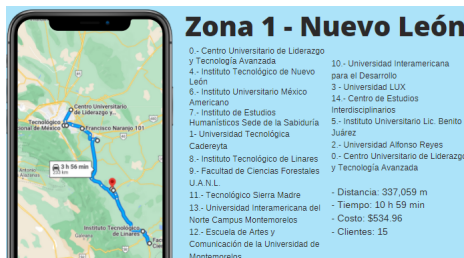 Zona 1 - Nuevo León
0.- Centro Universitario de Liderazgo
y Tecnología Avanzada
4.- Instituto Tecnológico de Nuevo
León
6.- Instituto Universitario México
Americano
7.- Instituto de Estudios
Humanísticos Sede de la Sabiduría
1- Universidad Tecnológica
Cadereyta
8.- Instituto Tecnológico de Linares
9.- Facultad de Ciencias Forestales
U.A.N.L.
11.- Tecnológico Sierra Madre
13.- Universidad Interamericana del
Norte Campus Montemorelos
12.- Escuela de Artes y
Comunicación de la Universidad de
Montemorelos
10.- Universidad Interamericana
para el Desarrollo
3.- Universidad LUX
14.- Centro de Estudios
Interdisciplinarios
5.- Instituto Universitario Lic. Benito
Juárez
2.- Universidad Alfonso Reyes
0.- Centro Universitario de Liderazgo
y Tecnología Avanzada
- Distancia: 337,059 m
- Tiempo: 10 h 59 min
- Costo: $534.96
- Clientes: 15
Centro Universitario
de Liderazgo y...
Tecnológico
Francisco Naranjo 101
3 h 56 min
Instituto Tecnológico
de Linares